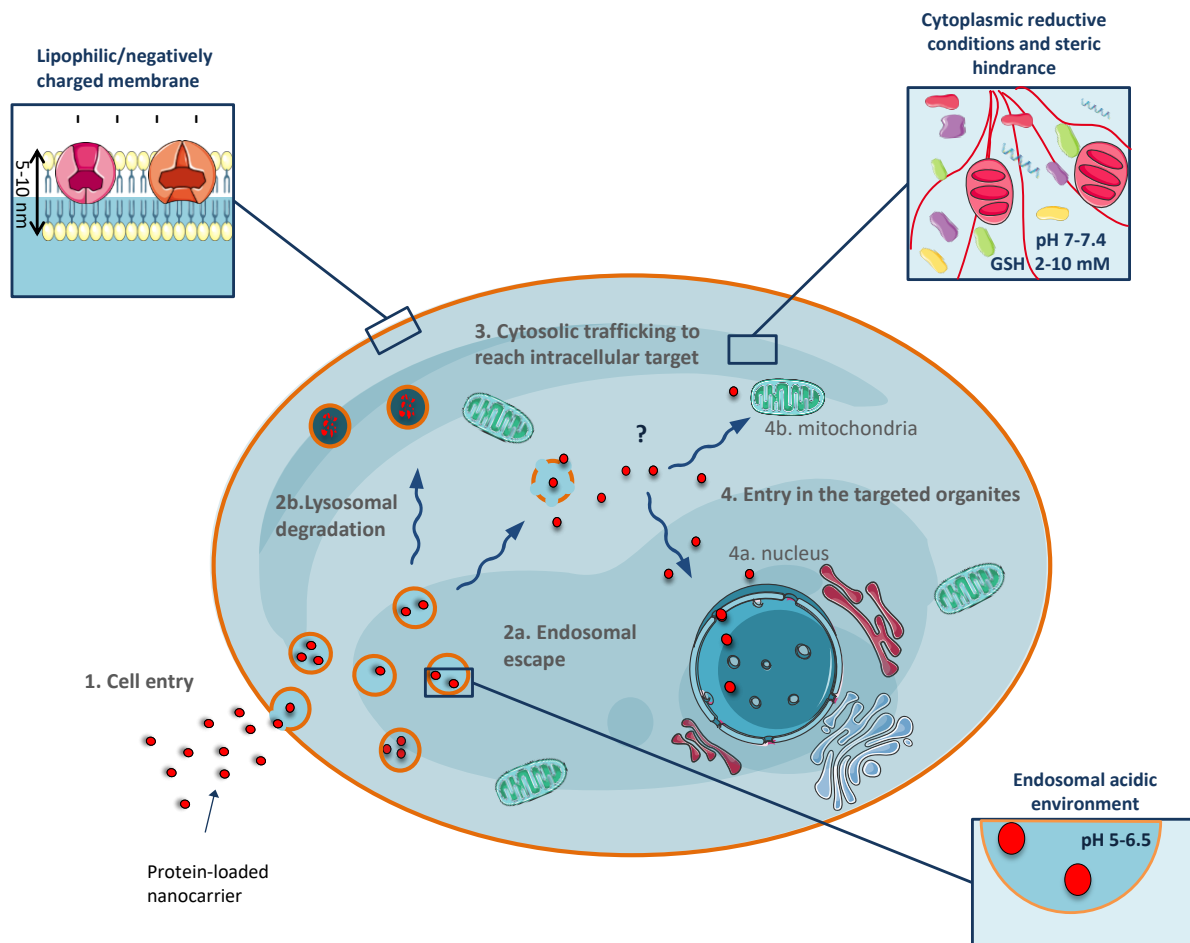 Lipophilic/negatively
charged membrane
5-10 nm
Cytoplasmic reductive
conditions and steric
hindrance
pH 7-7.4
GSH 2-10 mM
3. Cytosolic trafficking to
reach intracellular target
?
4b. mitochondria
2b.Lysosomal
degradation
4. Entry in the targeted organites
4a. nucleus
2a. Endosomal
escape
1. Cell entry
Protein-loaded
nanocarrier
Endosomal acidic
environment
pH 5-6.5